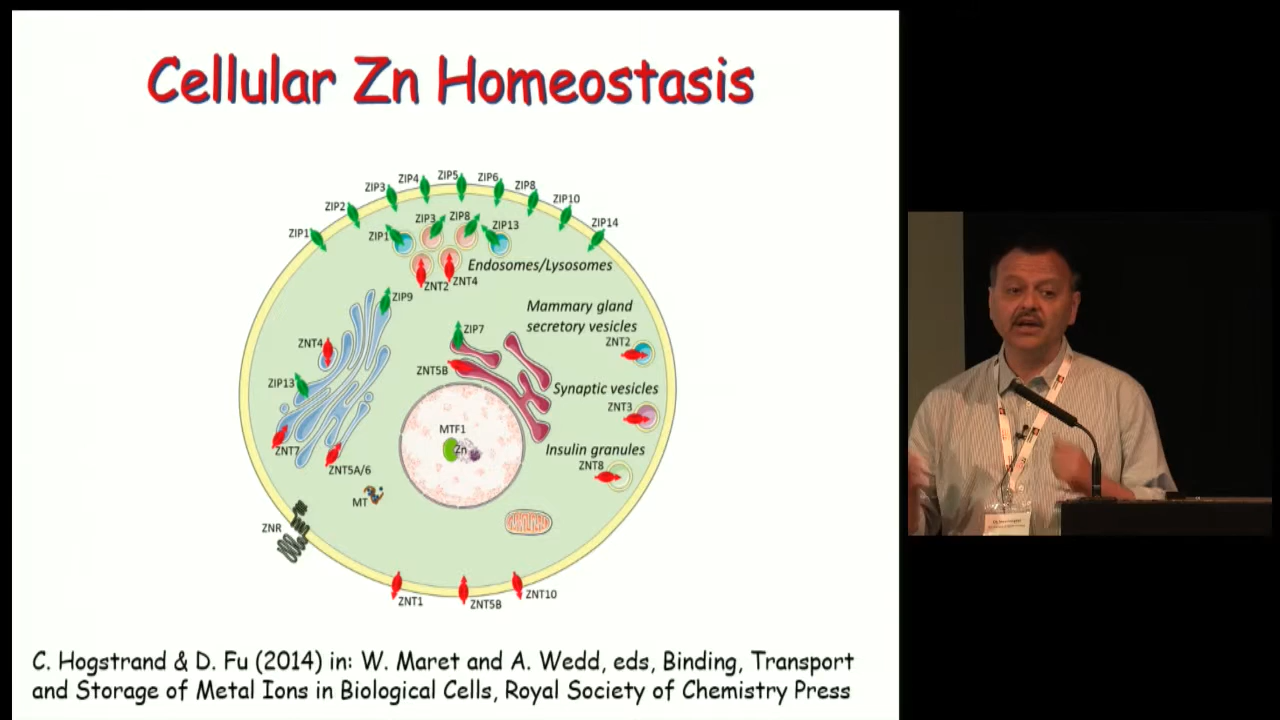 Cellular Zn Homeostasis
ZIP1
ZIP2
ZIP3
ZIP4
ZIP5
ZIP6
ZIP8
ZIP10
ZIP14
ZIP1
ZIP3
ZIP8
ZIP13
Endosomes/Lysosomes
ZNT2
ZNT4
ZIP9
Mammary gland
secretory vesicles
ZNT2
ZIP7
ZNT4
ZNT5B
ZIP13
Synaptic vesicles
ZNT3
MTF1
Zn
Insulin granules
ZNT8
ZNT7
ZNT5A/6
MT
ZNR
ZNT1
ZNT5B
ZNT10
C. Hogstrand & D. Fu (2014) in: W. Maret and A. Wedd, eds, Binding, Transport
and Storage of Metal Ions in Biological Cells, Royal Society of Chemistry Press